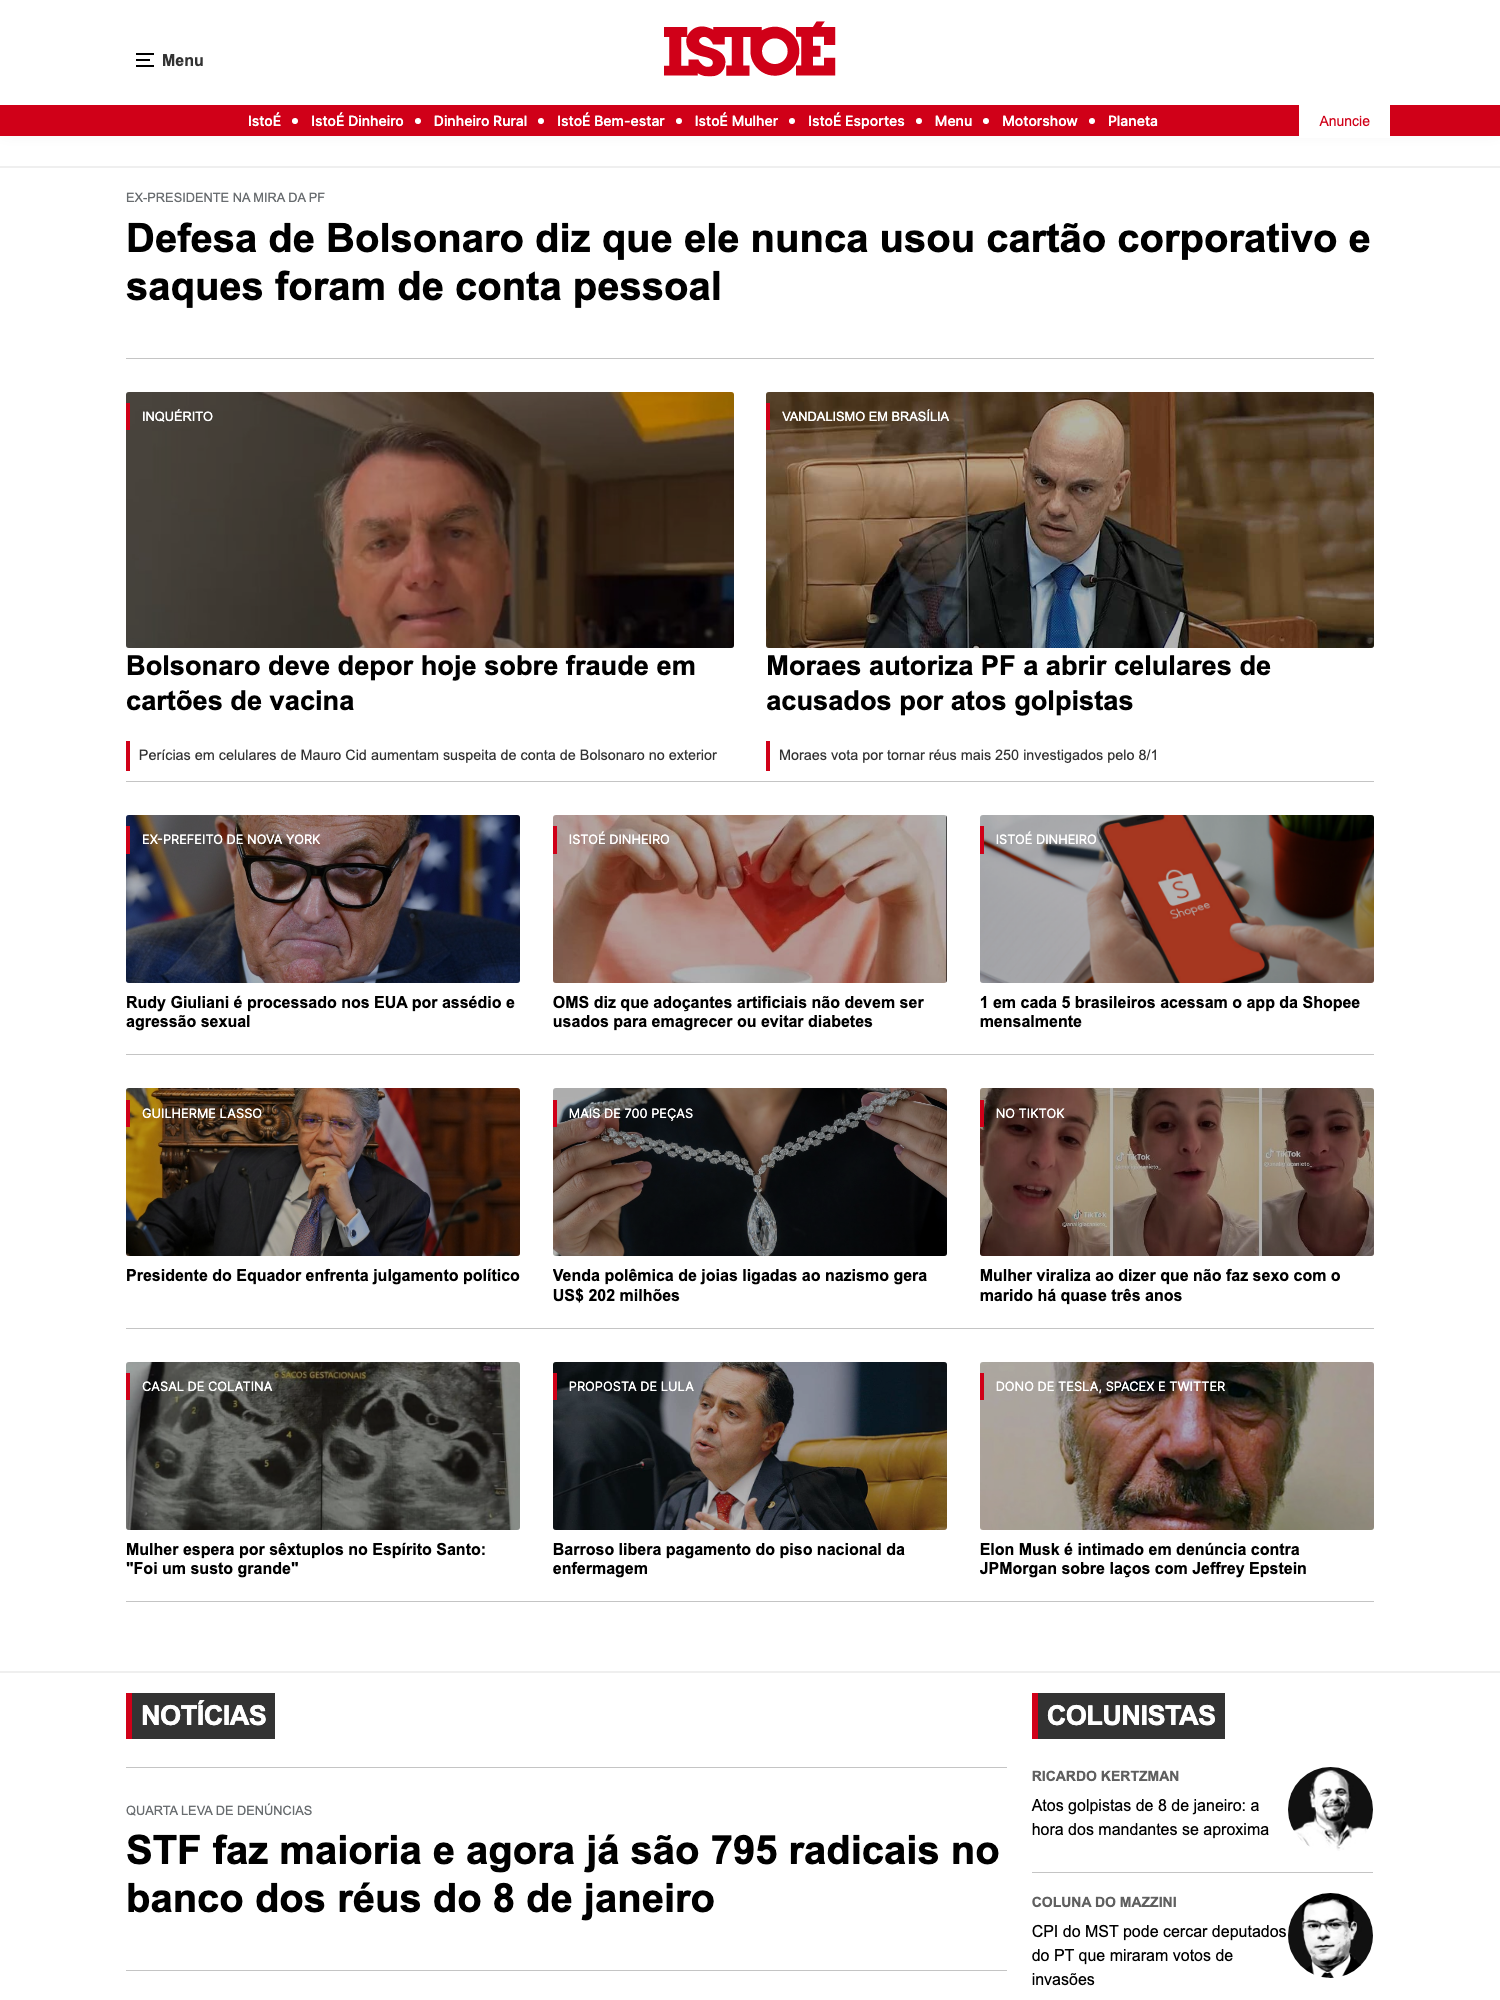 Menu
ISTOÉ
IstoÉ • IstoÉ Dinheiro • Dinheiro Rural • IstoÉ Bem-estar • IstoÉ Mulher • IstoÉ Esportes • Menu • Motorshow • Planeta
Anuncie
EX-PRESIDENTE NA MIRA DA PF
Defesa de Bolsonaro diz que ele nunca usou cartão corporativo e
saques foram de conta pessoal
INQUÉRITO
Bolsonaro deve depor hoje sobre fraude em
cartões de vacina
Perícias em celulares de Mauro Cid aumentam suspeita de conta de Bolsonaro no exterior
VANDALISMO EM BRASÍLIA
Moraes autoriza PF a abrir celulares de
acusados por atos golpistas
Moraes vota por tornar réus mais 250 investigados pelo 8/1
EX-PREFEITO DE NOVA YORK
Rudy Giuliani é processado nos EUA por assédio e
agressão sexual
ISTOÉ DINHEIRO
OMS diz que adoçantes artificiais não devem ser
usados para emagrecer ou evitar diabetes
ISTOÉ DINHEIRO
S
Shopee
1 em cada 5 brasileiros acessam o app da Shopee
mensalmente
GUILHERME LASSO
Presidente do Equador enfrenta julgamento político
MAIS DE 700 PEÇAS
Venda polêmica de joias ligadas ao nazismo gera
US$ 202 milhões
NO TIKTOK
TikTok
TikTok
TikTok
Mulher viraliza ao dizer que não faz sexo com o
marido há quase três anos
CASAL DE COLATINA
6 SACOS GESTACIONAIS
1
2
3
4
5
6
Mulher espera por sêxtuplos no Espírito Santo:
"Foi um susto grande"
PROPOSTA DE LULA
Barroso libera pagamento do piso nacional da
enfermagem
DONO DE TESLA, SPACEX E TWITTER
Elon Musk é intimado em denúncia contra
JPMorgan sobre laços com Jeffrey Epstein
NOTÍCIAS
QUARTA LEVA DE DENÚNCIAS
STF faz maioria e agora já são 795 radicais no
banco dos réus do 8 de janeiro
COLUNISTAS
RICARDO KERTZMAN
Atos golpistas de 8 de janeiro: a
hora dos mandantes se aproxima
COLUNA DO MAZZINI
CPI do MST pode cercar deputados
do PT que miraram votos de
invasões